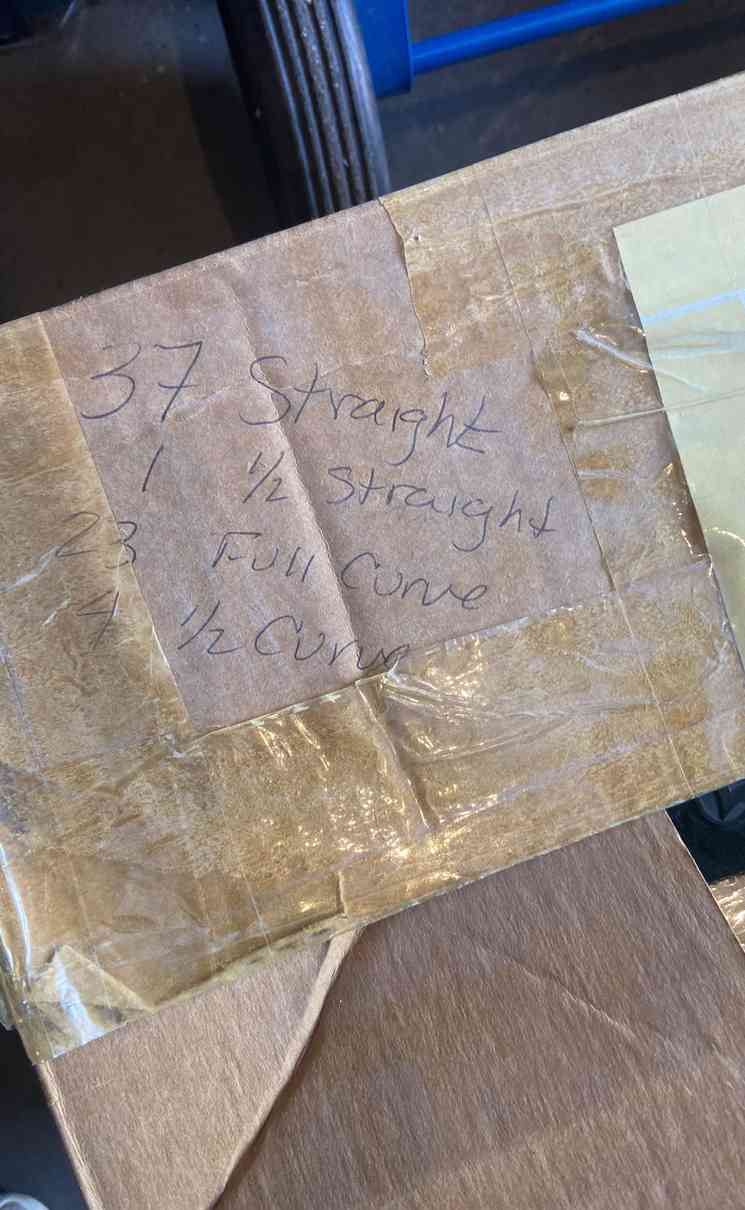 37 Straight
1 1/2 Straight
23 Full Curve
4 1/2 Curve